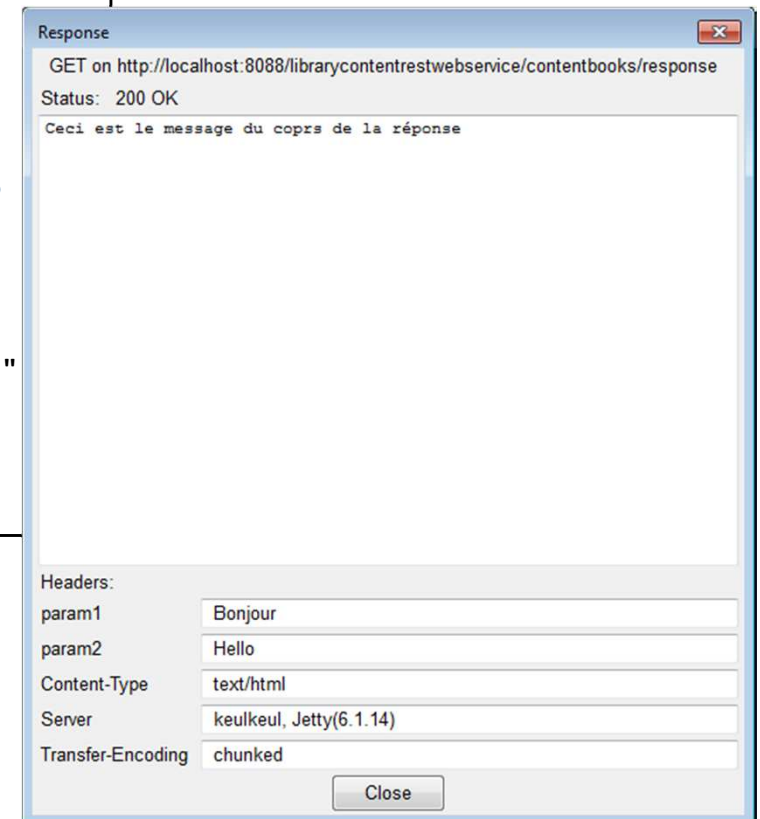 Response
GET on http://localhost:8088/librarycontentrestwebservice/contentbooks/response
Status: 200 OK
Ceci est le message du coprs de la réponse
"
Headers:
param1 Bonjour
param2 Hello
Content-Type text/html
Server keulkeul, Jetty(6.1.14)
Transfer-Encoding chunked
Close